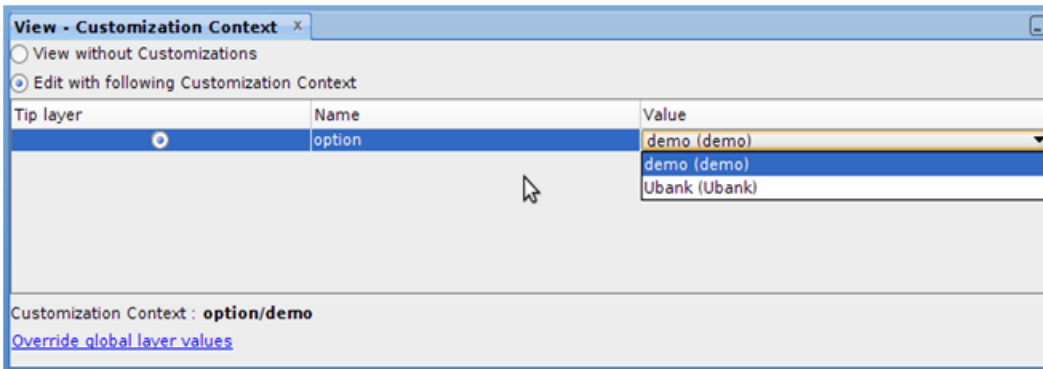 View - Customization Context x
View without Customizations
Edit with following Customization Context
Tip layer Name Value
option demo (demo)
demo (demo)
Ubank (Ubank)
Customization Context : option/demo
Override global layer values